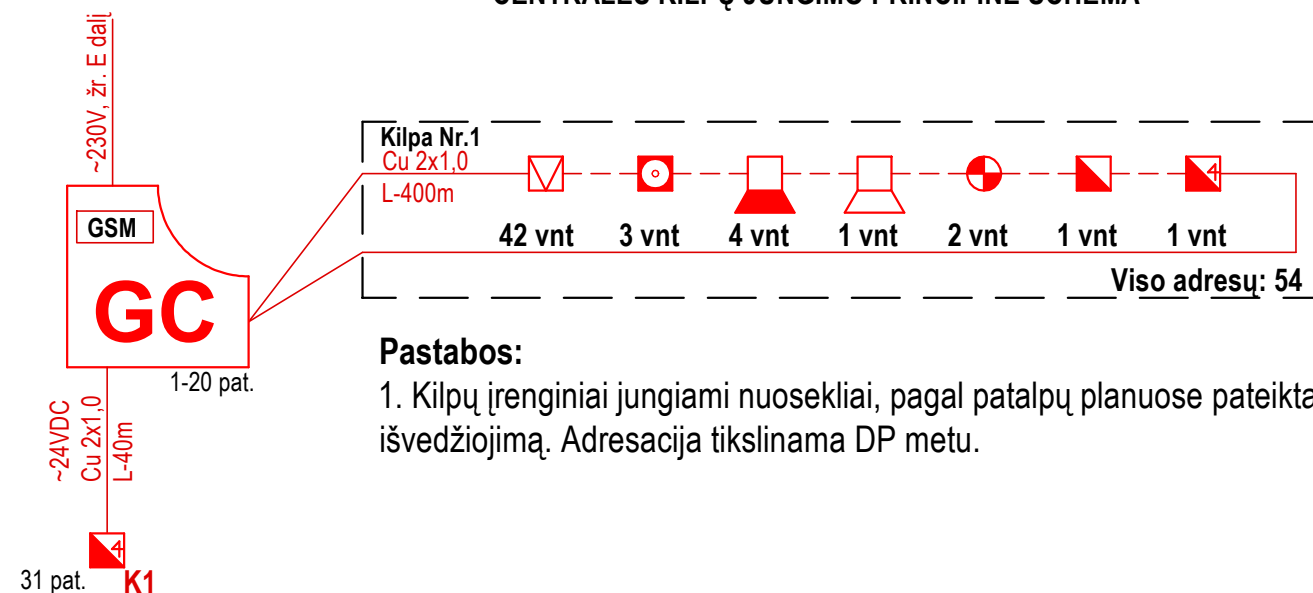 ~230V, žr. E dalį
Kilpa Nr.1
Cu 2x1,0
L-400m
GSM
GC
1-20 pat.
42 vnt 3 vnt 4 vnt 1 vnt 2 vnt 1 vnt 1 vnt
4
Viso adresų: 54
Pastabos:
1. Kilpų įrenginiai jungiami nuosekliai, pagal patalpų planuose
išvedžiojimą. Adresacija tikslinama DP metu.
~24VDC
Cu 2x1,0
L-40m
4
31 pat.
K1